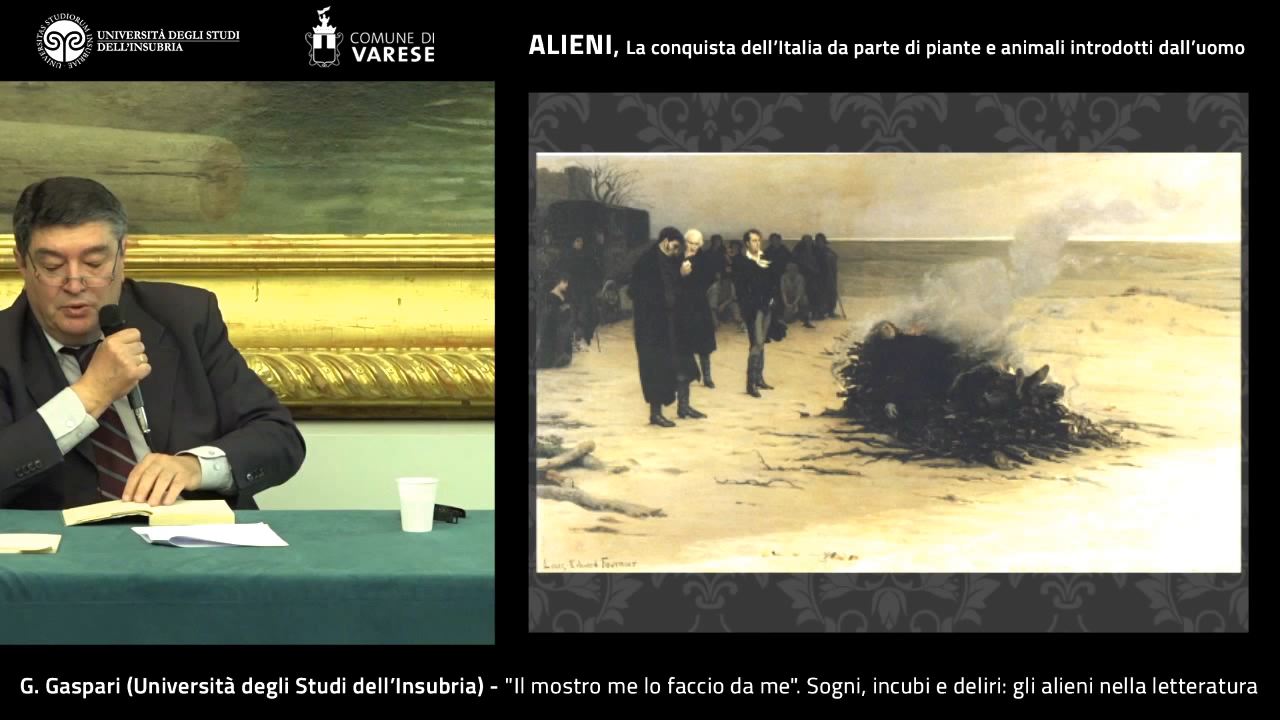 UNIVERSITÀ DEGLI STUDI
DELL'INSUBRIA
COMUNE DI
VARESE
ALIENI, La conquista dell'Italia da parte di piante e animali introdotti dall'uomo
G. Gaspari (Università degli Studi dell'Insubria) - "Il mostro me lo faccio da me". Sogni, incubi e deliri: gli alieni nella letteratura